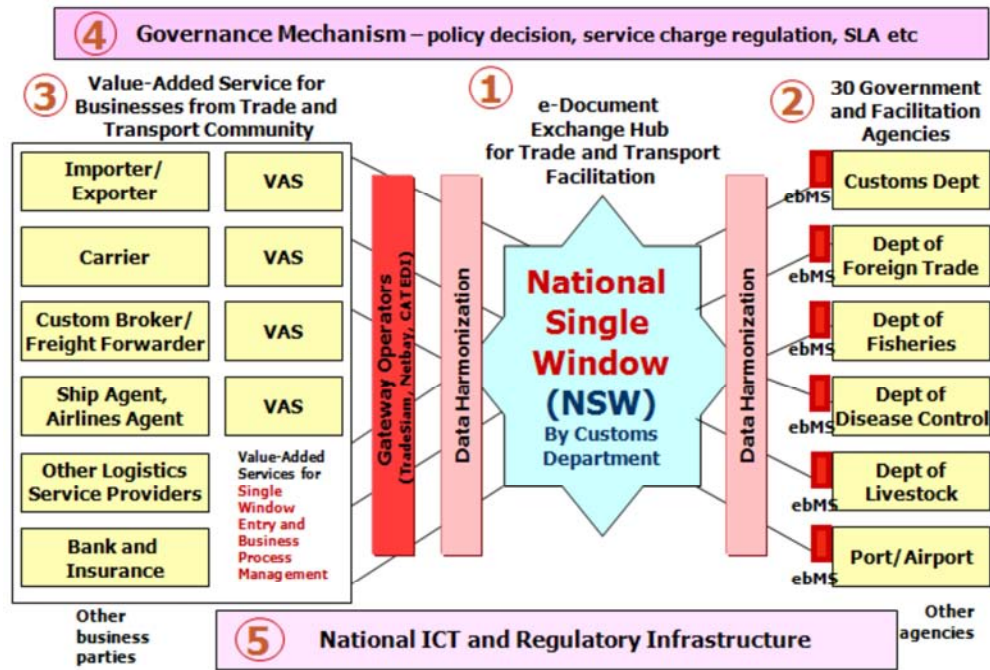 4 Governance Mechanism – policy decision, service charge regulation, SLA etc
3
Value-Added Service for
Businesses from Trade and
Transport Community
1
e-Document
Exchange Hub
for Trade and Transport
Facilitation
2
30 Government
and Facilitation
Agencies
Importer/
Exporter
VAS
Carrier
VAS
Custom Broker/
Freight Forwarder
VAS
Ship Agent,
Airlines Agent
VAS
Other Logistics
Service Providers
Bank and
Insurance
Value-Added
Services for
Single
Window
Entry and
Business
Process
Management
Gateway Operators
(TradeSiam, Netbay, CATEDI)
Data Harmonization
National
Single
Window
(NSW)
By Customs
Department
Data Harmonization
ebMS
Customs Dept
ebMS
Dept of
Foreign Trade
ebMS
Dept of
Fisheries
ebMS
Dept of
Disease Control
ebMS
Dept of
Livestock
ebMS
Port/Airport
Other
business
parties
5 National ICT and Regulatory Infrastructure
Other
agencies